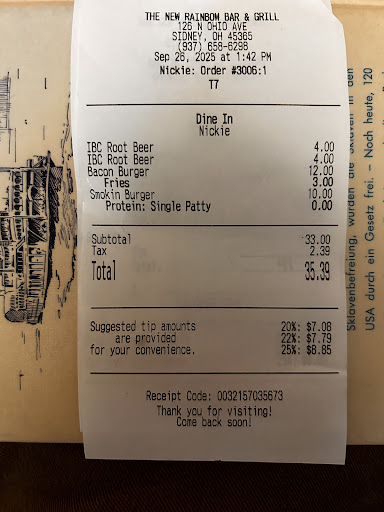 THE NEW RAINBOW BAR & GRILL
126 N OHIO AVE
SIDNEY, OH 45365
(937) 658-6298
Sep 26, 2025 at 1:42 PM
Nickie: Order #3006:1
T7
Dine In
Nickie
IBC Root Beer 4.00
IBC Root Beer 4.00
Bacon Burger 12.00
Fries 3.00
Smokin Burger 10.00
Protein: Single Patty 0.00
Subtotal 33.00
Tax 2.39
Total 35.39
Suggested tip amounts 20%: $7.08
are provided 22%: $7.79
for your convenience. 25%: $8.85
Receipt Code: 0032157035673
Thank you for visiting!
Come back soon!
Sklavenbefreiung, wurden die Sklaven in den
USA durch ein Gesetz frei. – Noch heute, 120